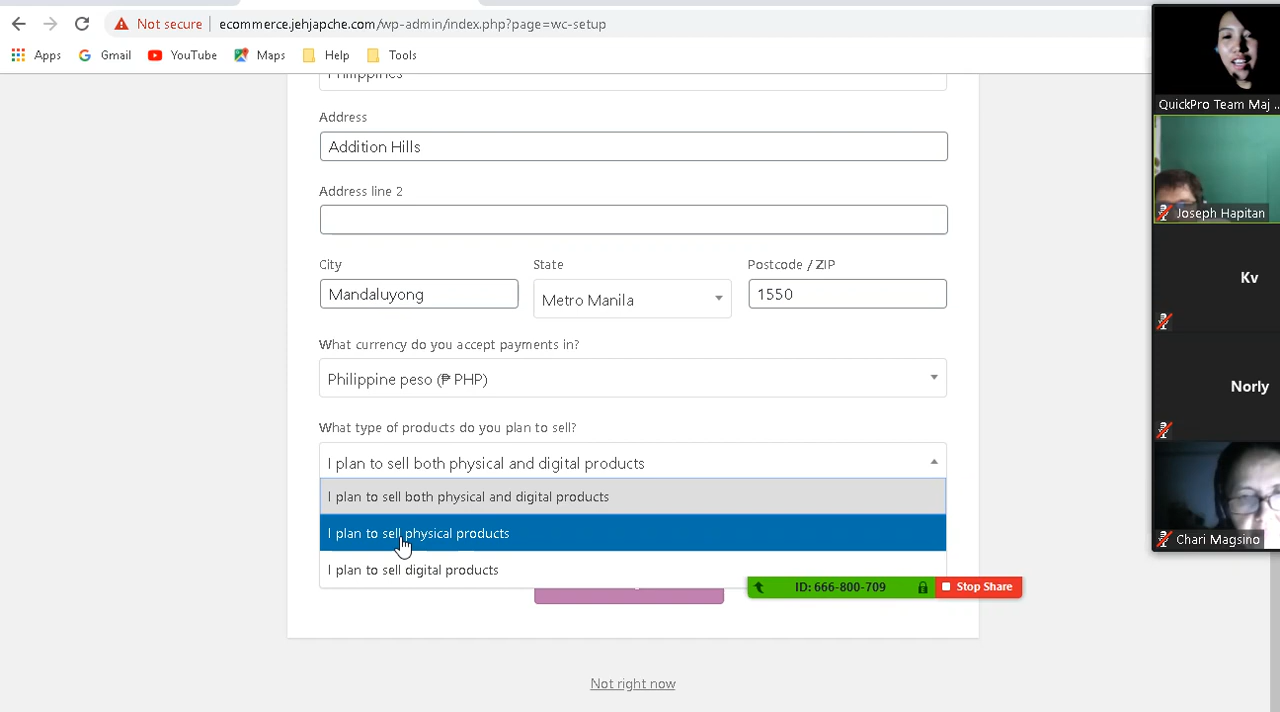 Not secure ecommerce.jehjapche.com/wp-admin/index.php?page=wc-setup
Apps Gmail YouTube Maps Help Tools
Philippines
Address
Addition Hills
Address line 2
City State Postcode / ZIP
Mandaluyong Metro Manila 1550
What currency do you accept payments in?
Philippine peso (₱ PHP)
What type of products do you plan to sell?
I plan to sell both physical and digital products
I plan to sell both physical and digital products
I plan to sell physical products
I plan to sell digital products
ID: 666-800-709 Stop Share
Not right now
QuickPro Team Maj ...
Joseph Hapitan
Kv
Norly
Chari Magsino